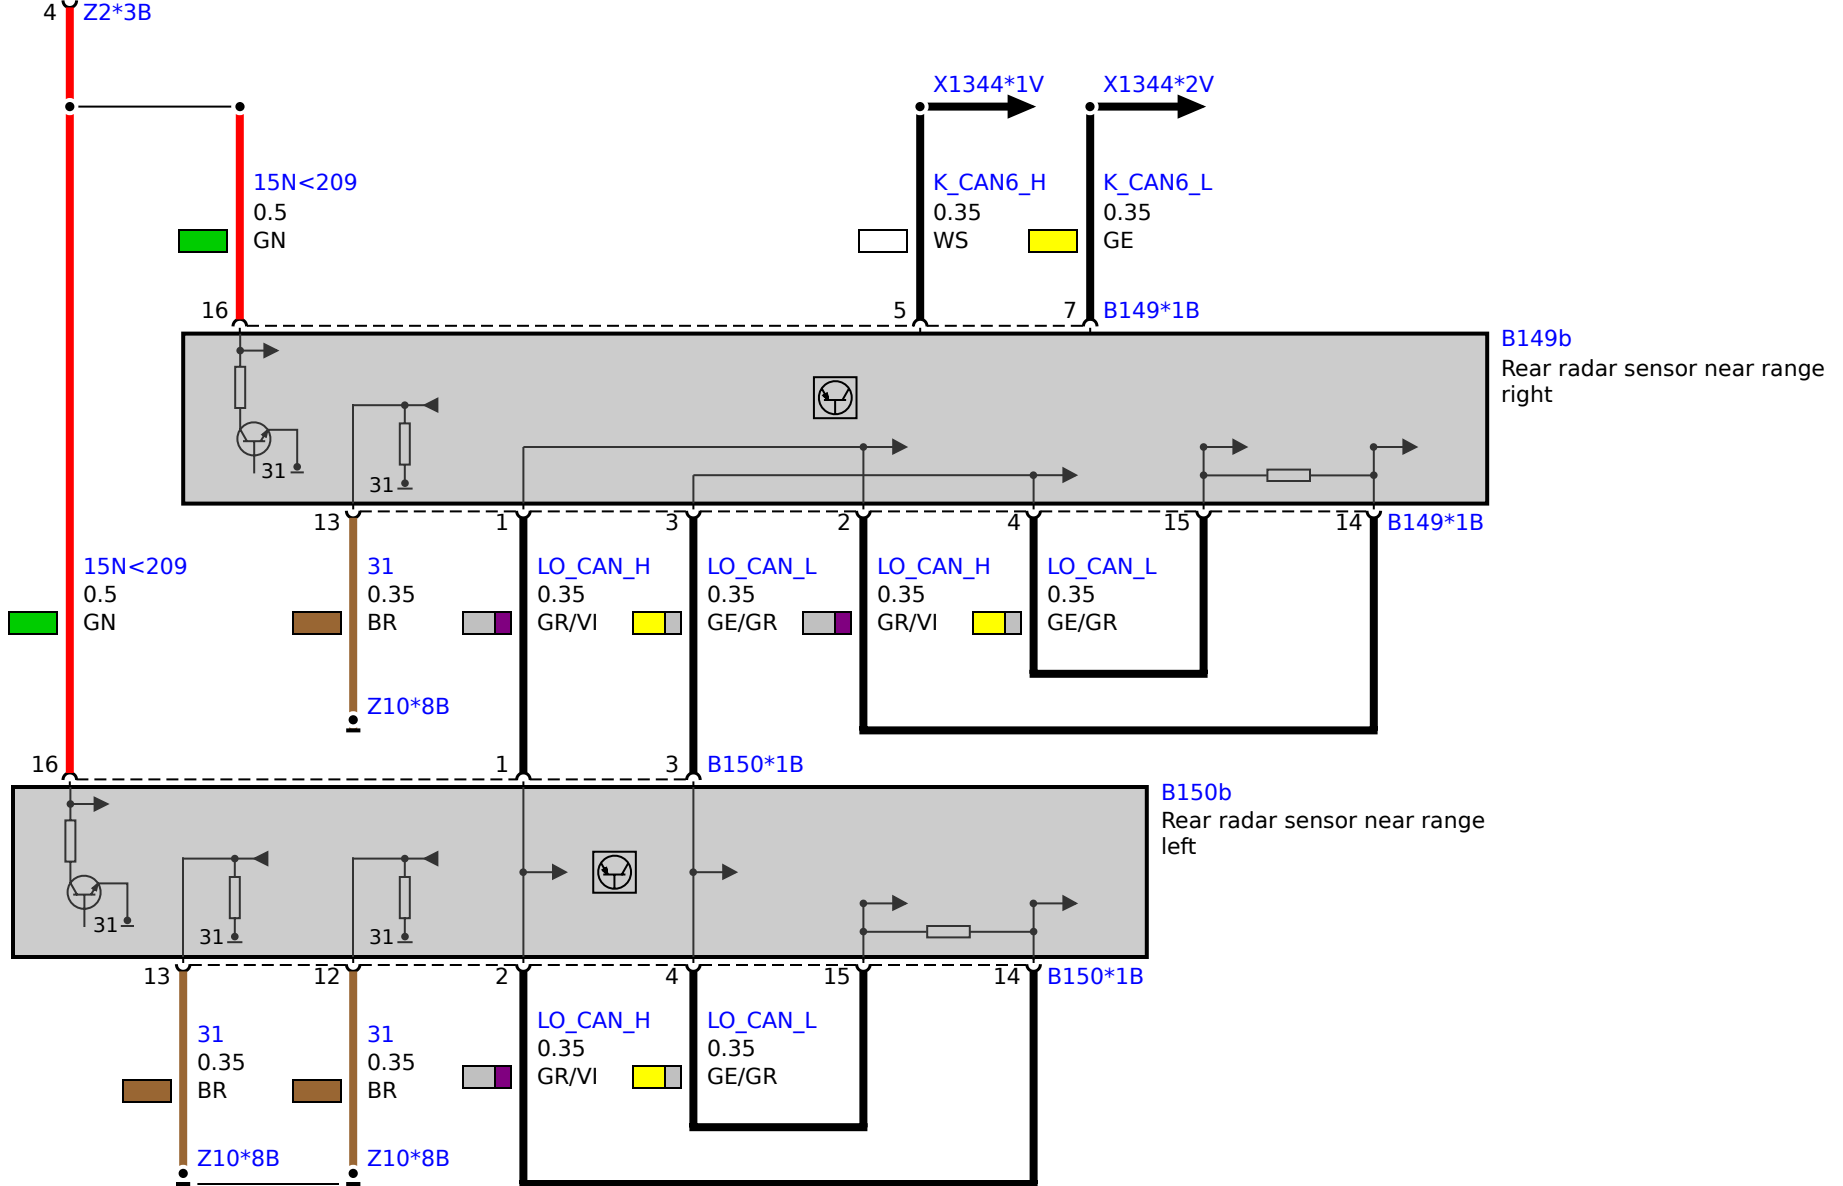 4 Z2*3B
X1344*1V X1344*2V
15N<209 K_CAN6_H K_CAN6_L
0.5 0.35 0.35
GN WS GE
16 5 7 B149*1B
B149b
Rear radar sensor near range
right
31 31
13 1 3 2 4 15 14 B149*1B
15N<209 31 LO_CAN_H LO_CAN_L LO_CAN_H LO_CAN_L
0.5 0.35 0.35 0.35 0.35 0.35
GN BR GR/VI GE/GR GR/VI GE/GR
Z10*8B
16 1 3 B150*1B
B150b
Rear radar sensor near range
left
31 31 31
13 12 2 4 15 14 B150*1B
LO_CAN_H LO_CAN_L
31 31 0.35 0.35
0.35 0.35 GR/VI GE/GR
BR BR
Z10*8B Z10*8B